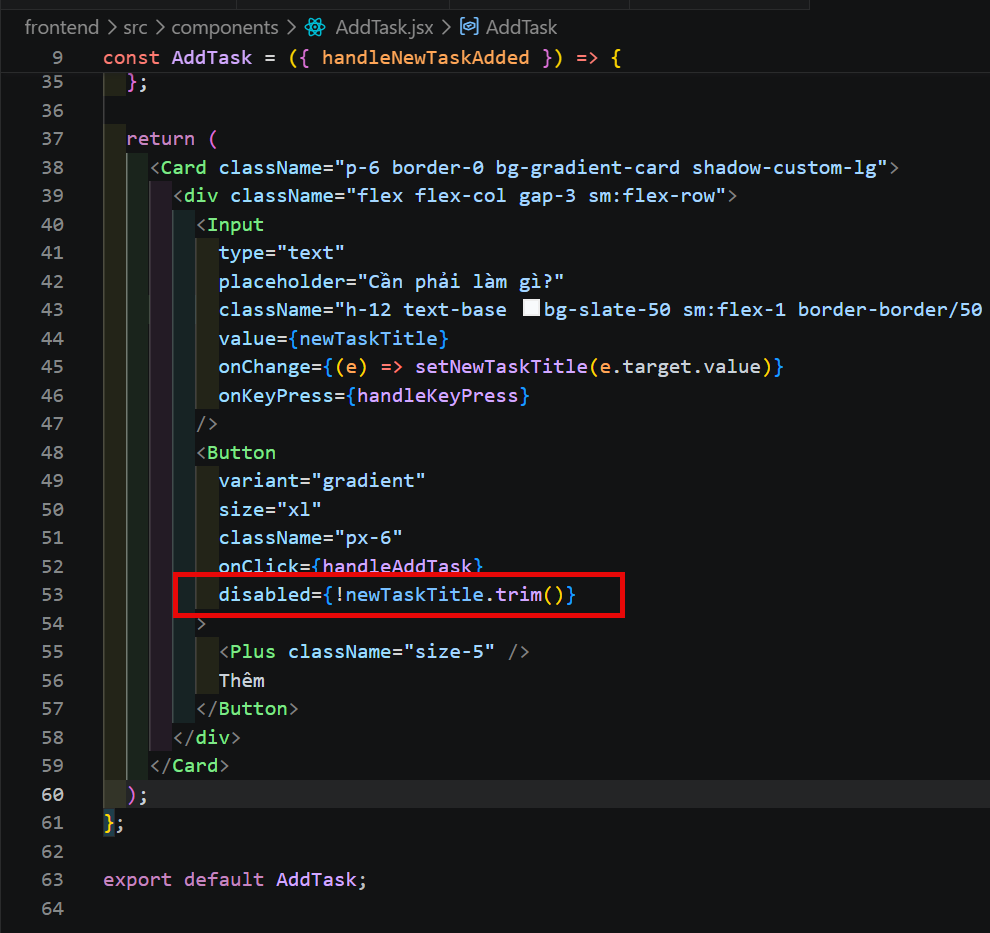 frontend > src > components > AddTask.jsx > AddTask
9 const AddTask = ({ handleNewTaskAdded }) => {
35 };
36
37 return (
38 <Card className="p-6 border-0 bg-gradient-card shadow-custom-lg">
39 <div className="flex flex-col gap-3 sm:flex-row">
40 <Input
41 type="text"
42 placeholder="Cần phải làm gì?"
43 className="h-12 text-base bg-slate-50 sm:flex-1 border-border/50
44 value={newTaskTitle}
45 onChange={(e) => setNewTaskTitle(e.target.value)}
46 onKeyPress={handleKeyPress}
47 />
48 <Button
49 variant="gradient"
50 size="xl"
51 className="px-6"
52 onClick={handleAddTask}
53 disabled={!newTaskTitle.trim()}
54 >
55 <Plus className="size-5" />
56 Thêm
57 </Button>
58 </div>
59 </Card>
60 );
61 };
62
63 export default AddTask;
64